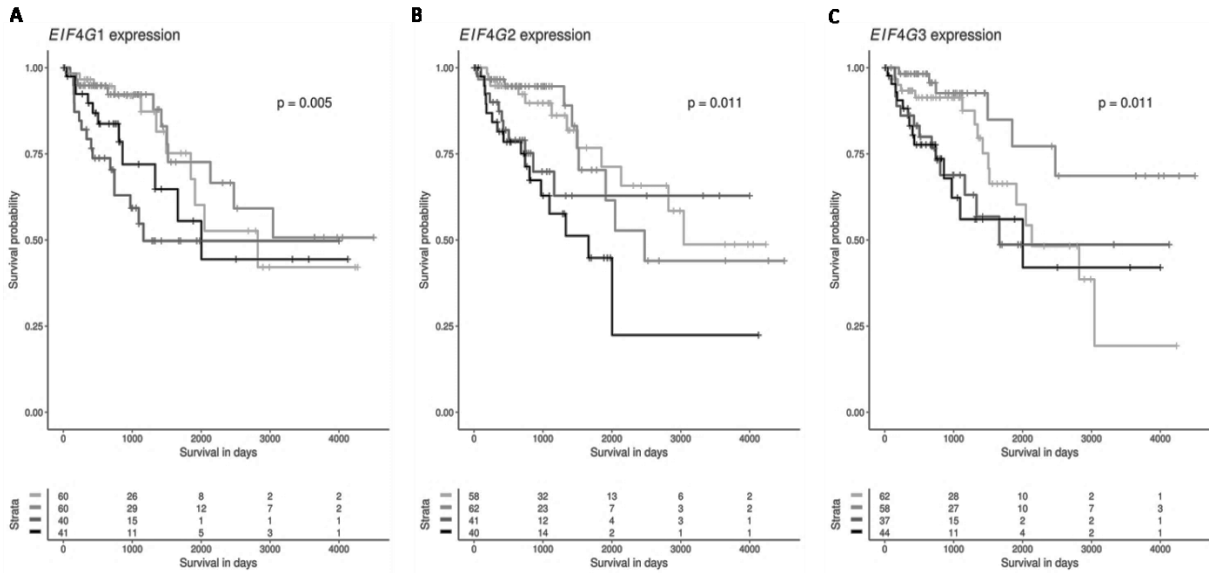 A
EIF4G1 expression
1.00
0.75
0.50
0.25
0.00
Survival probability
p = 0.005
0 1000 2000 3000 4000
Survival in days
Strata
60 26 8 2 2
60 29 12 7 2
40 15 1 1 1
41 11 5 3 1
0 1000 2000 3000 4000
Survival in days
B
EIF4G2 expression
1.00
0.75
0.50
0.25
0.00
Survival probability
p = 0.011
0 1000 2000 3000 4000
Survival in days
Strata
58 32 13 6 2
62 23 7 3 2
41 12 4 3 1
40 14 2 1 1
0 1000 2000 3000 4000
Survival in days
C
EIF4G3 expression
1.00
0.75
0.50
0.25
0.00
Survival probability
p = 0.011
0 1000 2000 3000 4000
Survival in days
Strata
62 28 10 2 1
58 27 10 7 3
37 15 2 2 1
44 11 4 2 1
0 1000 2000 3000 4000
Survival in days